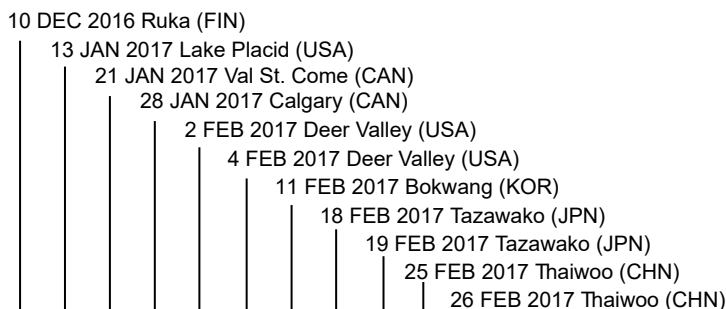 10 DEC 2016 Ruka (FIN)
13 JAN 2017 Lake Placid (USA)
21 JAN 2017 Val St. Come (CAN)
28 JAN 2017 Calgary (CAN)
2 FEB 2017 Deer Valley (USA)
4 FEB 2017 Deer Valley (USA)
11 FEB 2017 Bokwang (KOR)
18 FEB 2017 Tazawako (JPN)
19 FEB 2017 Tazawako (JPN)
25 FEB 2017 Thaiwoo (CHN)
26 FEB 2017 Thaiwoo (CHN)